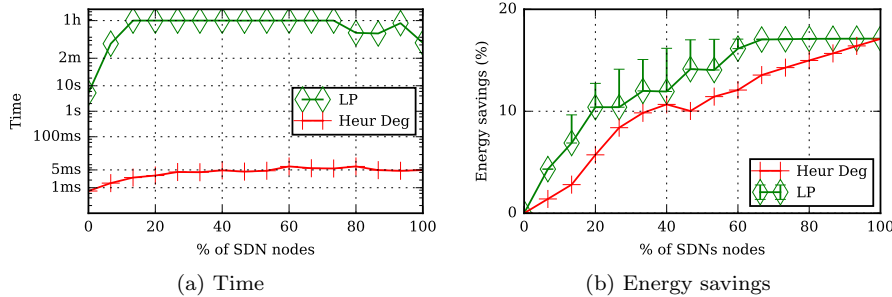 1h
2m
10s
1s
100ms
5ms
1ms
Time
LP
Heur Deg
0 20 40 60 80 100
% of SDN nodes
(a) Time
20
10
0
Energy savings (%)
Heur Deg
LP
0 20 40 60 80 100
% of SDNs nodes
(b) Energy savings